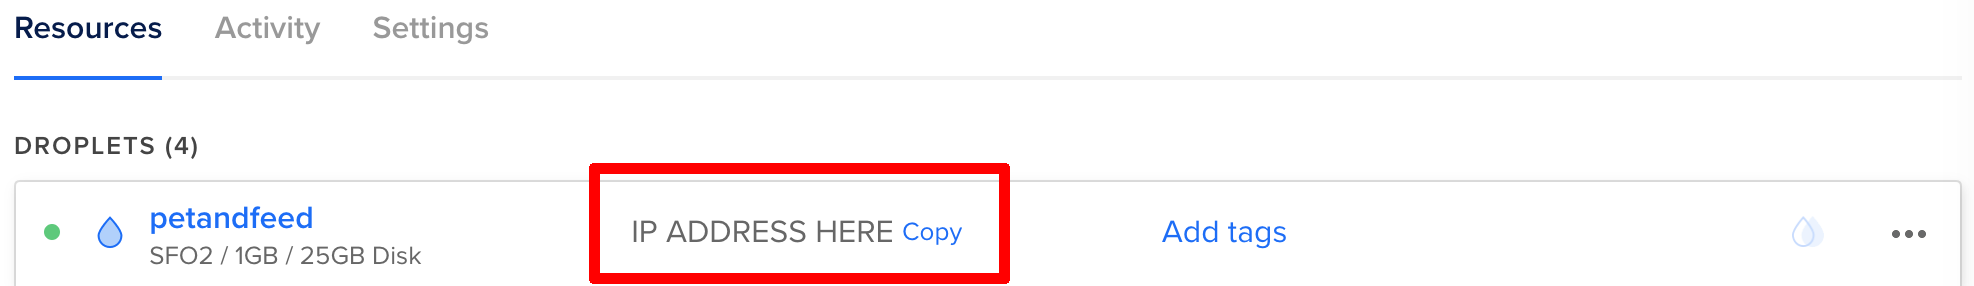 Resources Activity Settings
DROPLETS (4)
petandfeed
SFO2 / 1GB / 25GB Disk
IP ADDRESS HERE Copy
Add tags